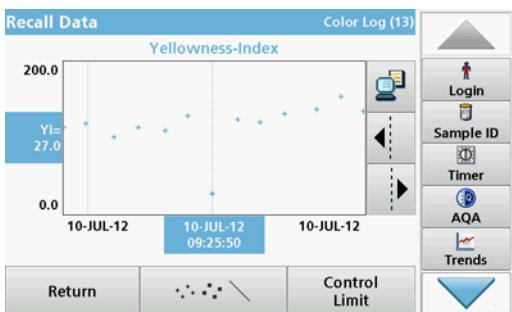 Recall Data
Color Log (13)
Yellowness-Index
200.0
Yi=
27.0
0.0
10-JUL-12
10-JUL-12
09:25:50
10-JUL-12
Return
Control
Limit
Login
Sample ID
Timer
AQA
Trends